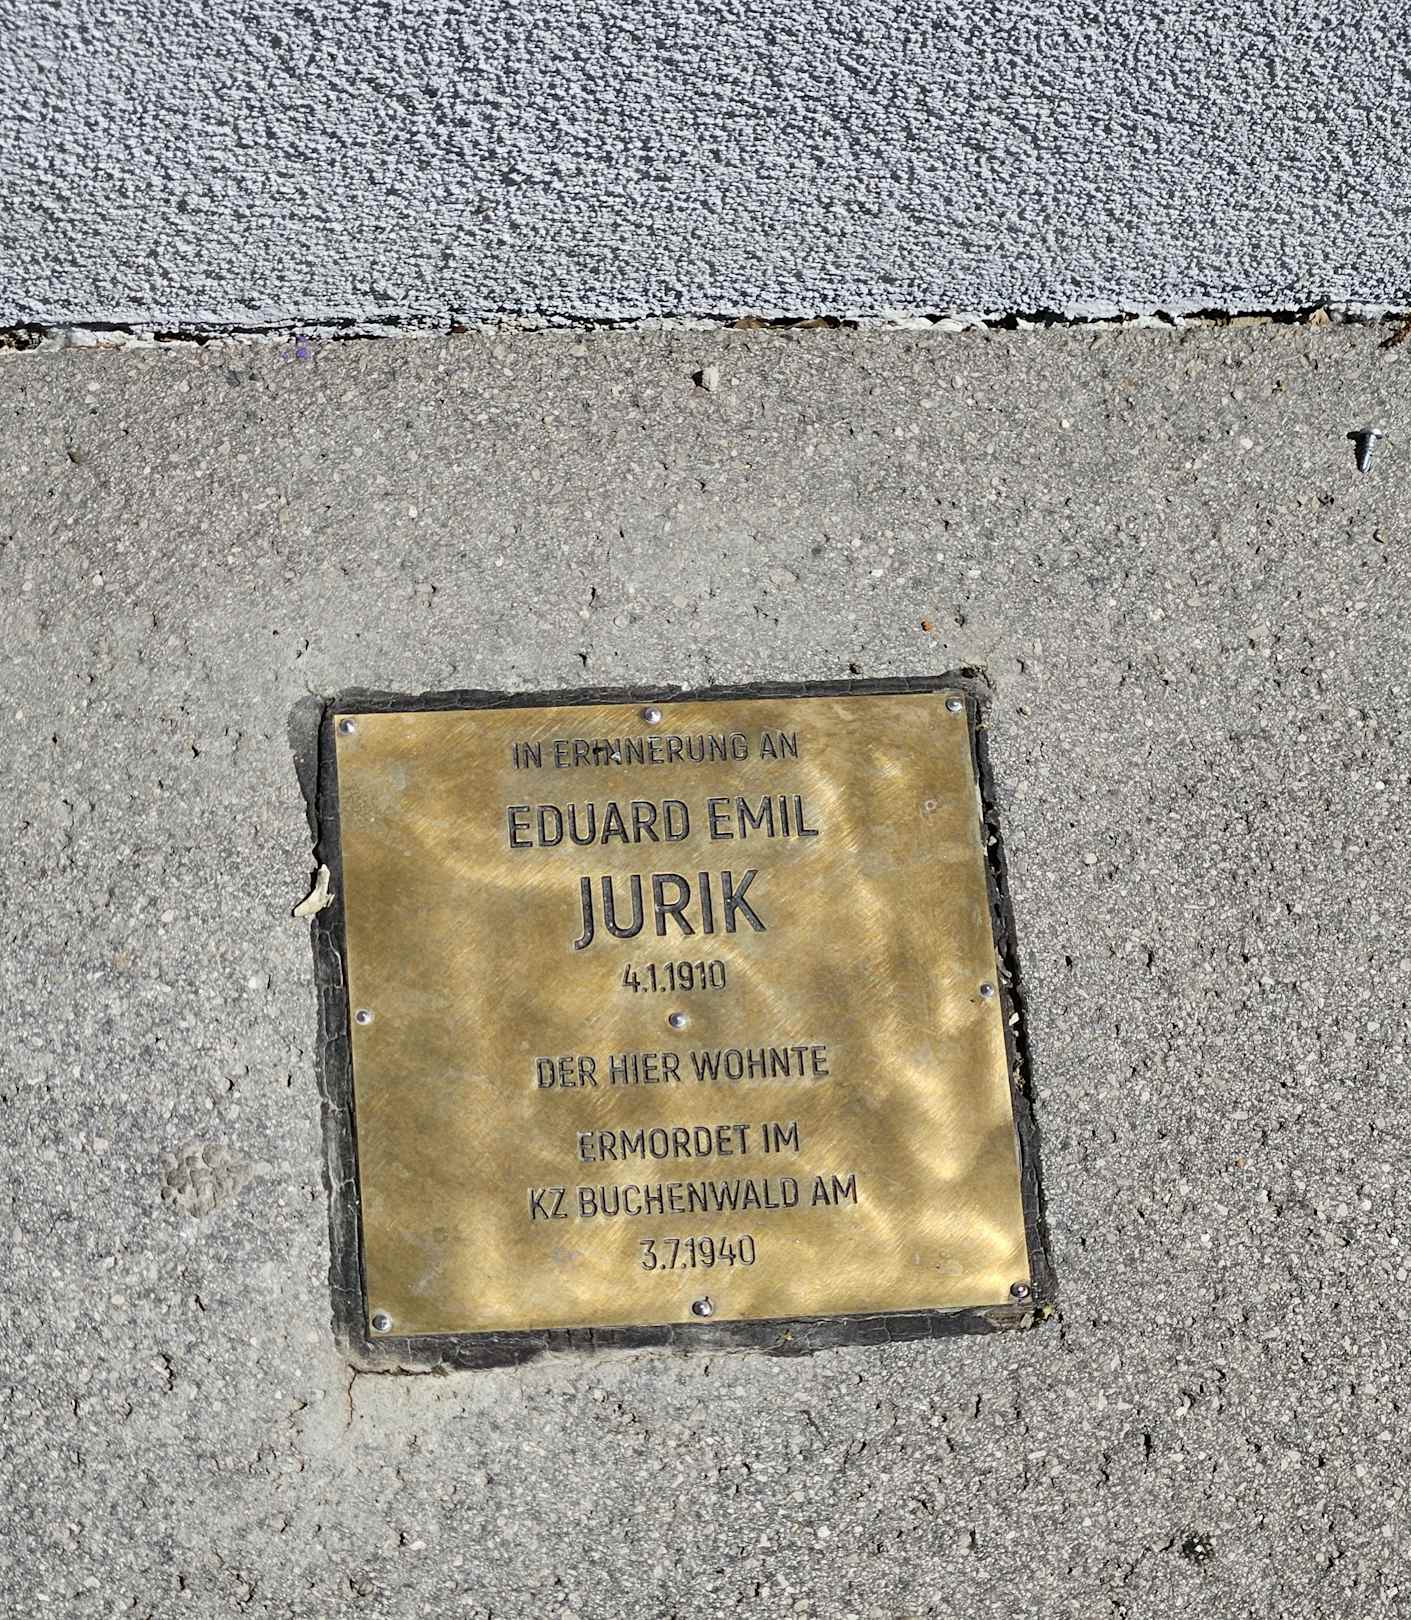 IN ERINNERUNG AN
EDUARD EMIL
JURIK
4.1.1910
DER HIER WOHNTE
ERMORDET IM
KZ BUCHENWALD AM
3.7.1940